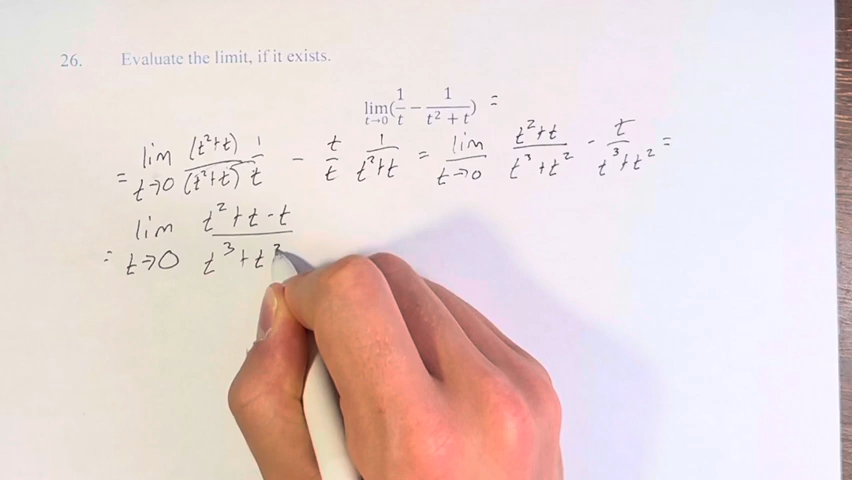 26. Evaluate the limit, if it exists.
lim t→0 (1/t − 1/(t² + t)) =
= lim t→0 (t²+t)/(t²+t) 1/t − t/t 1/(t²+t) = lim t→0 (t²+t)/(t³+t²) − t/(t³+t²) =
= lim t→0 (t²+t-t)/(t³+t²)